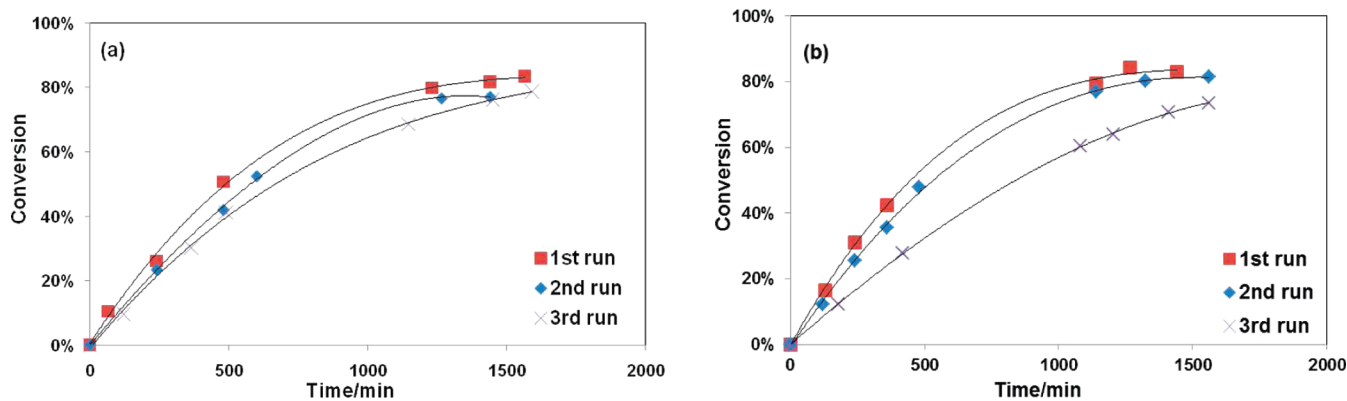 100%
80%
60%
40%
20%
0%
Conversion
(a)
1st run
2nd run
3rd run
0
500
1000
1500
2000
Time/min
100%
80%
60%
40%
20%
0%
Conversion
(b)
1st run
2nd run
3rd run
0
500
1000
1500
2000
Time/min